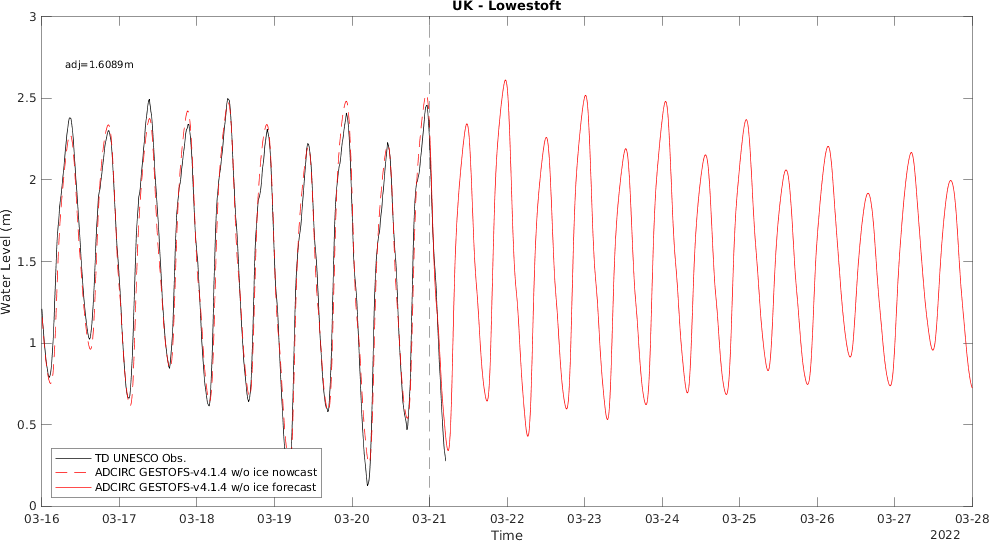 UK - Lowestoft
adj=1.6089m
Water Level (m)
3
2.5
2
1.5
1
0.5
0
TD UNESCO Obs.
ADCIRC GESTOFS-v4.1.4 w/o ice nowcast
ADCIRC GESTOFS-v4.1.4 w/o ice forecast
03-16 03-17 03-18 03-19 03-20 03-21 03-22 03-23 03-24 03-25 03-26 03-27 03-28
Time
2022